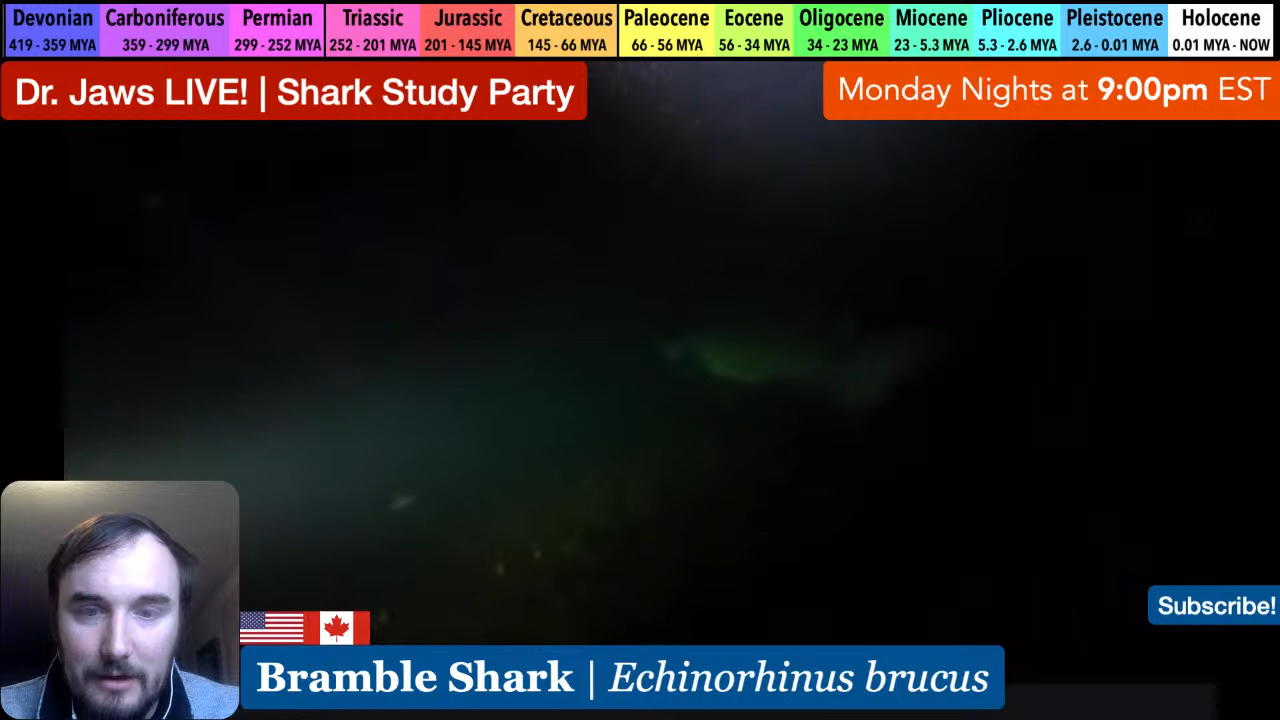 Devonian Carboniferous Permian Triassic Jurassic Cretaceous Paleocene Eocene Oligocene Miocene Pliocene Pleistocene Holocene
419 - 359 MYA 359 - 299 MYA 299 - 252 MYA 252 - 201 MYA 201 - 145 MYA 145 - 66 MYA 66 - 56 MYA 56 - 34 MYA 34 - 23 MYA 23 - 5.3 MYA 5.3 - 2.6 MYA 2.6 - 0.01 MYA 0.01 MYA - NOW
Dr. Jaws LIVE! | Shark Study Party
Monday Nights at 9:00pm EST
Subscribe!
Bramble Shark | Echinorhinus brucus